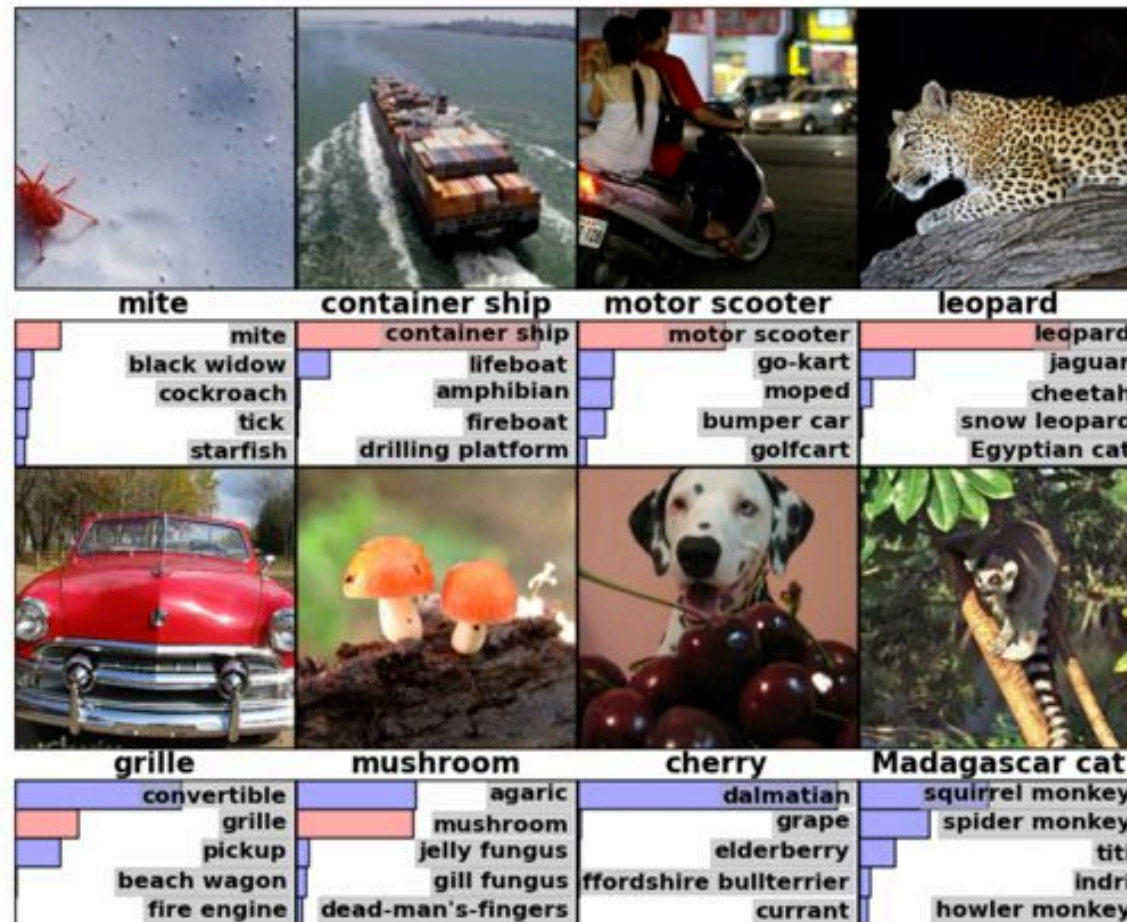 mite
container ship
motor scooter
leopard
mite
black widow
cockroach
tick
starfish
container ship
lifeboat
amphibian
fireboat
drilling platform
motor scooter
go-kart
moped
bumper car
golfcart
leopard
jaguar
cheetah
snow leopard
Egyptian cat
grille
mushroom
cherry
Madagascar cat
convertible
grille
pickup
beach wagon
fire engine
agaric
mushroom
jelly fungus
gill fungus
dead-man's-fingers
dalmatian
grape
elderberry
ffordshire bullterrier
currant
squirrel monkey
spider monkey
titi
indri
howler monkey